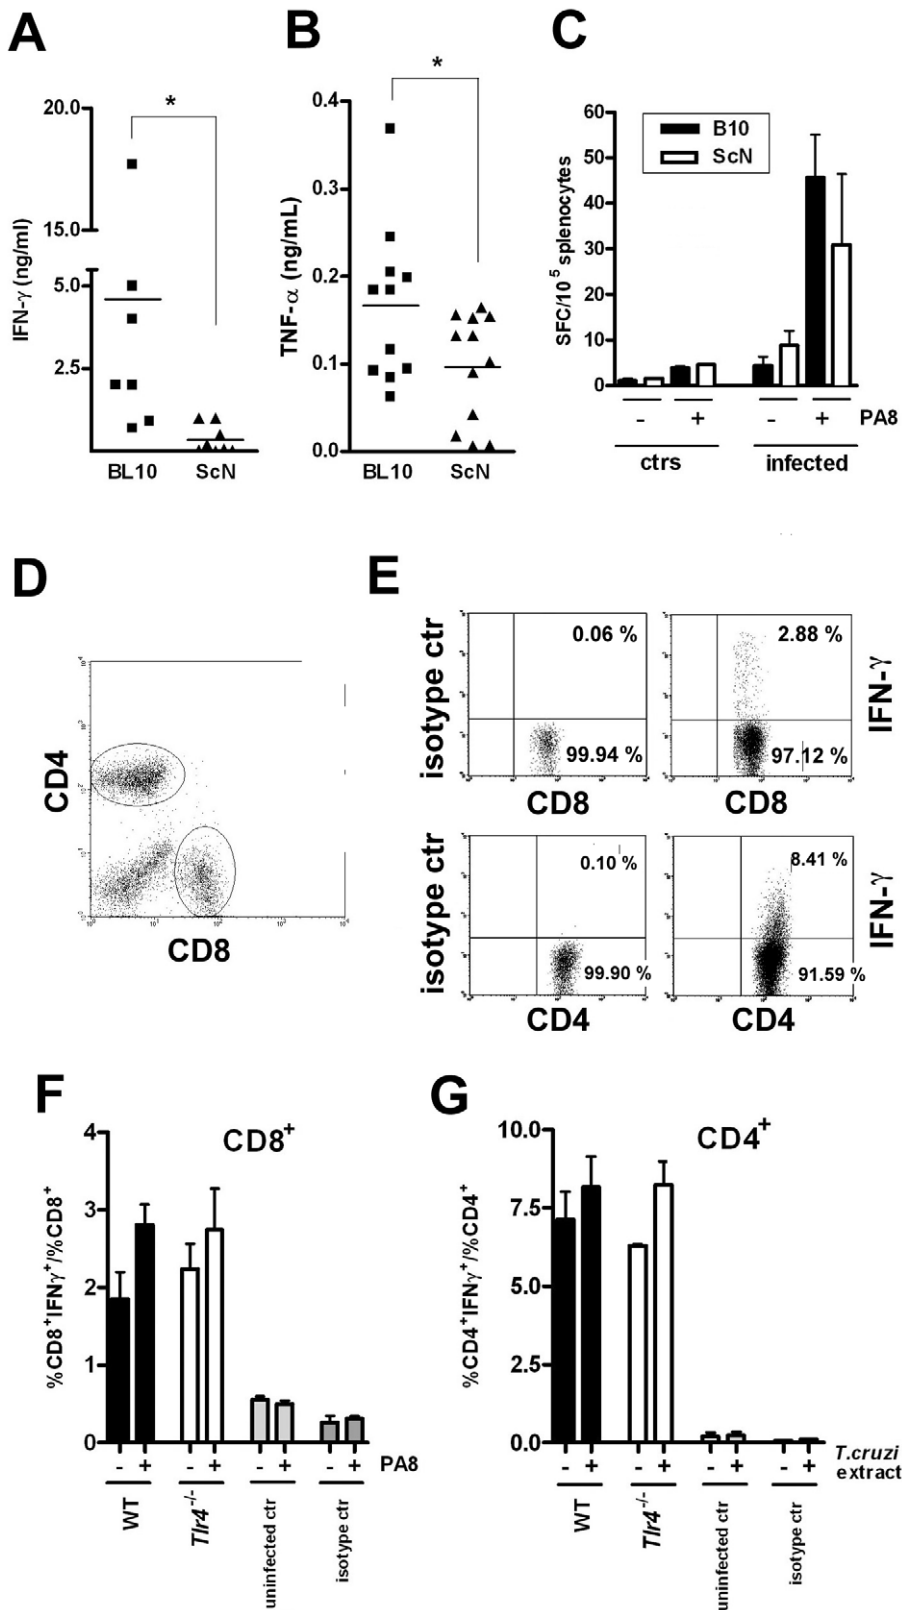 A
IFN-γ (ng/ml)
20.0
15.0
5.0
2.5
*
BL10 ScN
B
TNF-α (ng/mL)
0.4
0.3
0.2
0.1
0.0
*
BL10 ScN
C
SFC/10 5 splenocytes
60
50
40
30
20
10
0
B10
ScN
- + - + PA8
ctrs infected
D
CD4
CD8
E
isotype ctr
0.06 %
99.94 %
CD8
2.88 %
97.12 %
CD8
IFN-γ
isotype ctr
0.10 %
99.90 %
CD4
8.41 %
91.59 %
CD4
IFN-γ
F
CD8+
%CD8+IFNγ+/%CD8+
4
3
2
1
0
- + - + - + - + PA8
WT
Tlr4-/-
uninfected ctr
isotype ctr
G
CD4+
%CD4+IFNγ+/%CD4+
10.0
7.5
5.0
2.5
0.0
- + - + - + - + T.cruzi
extract
WT
Tlr4-/-
uninfected ctr
isotype ctr